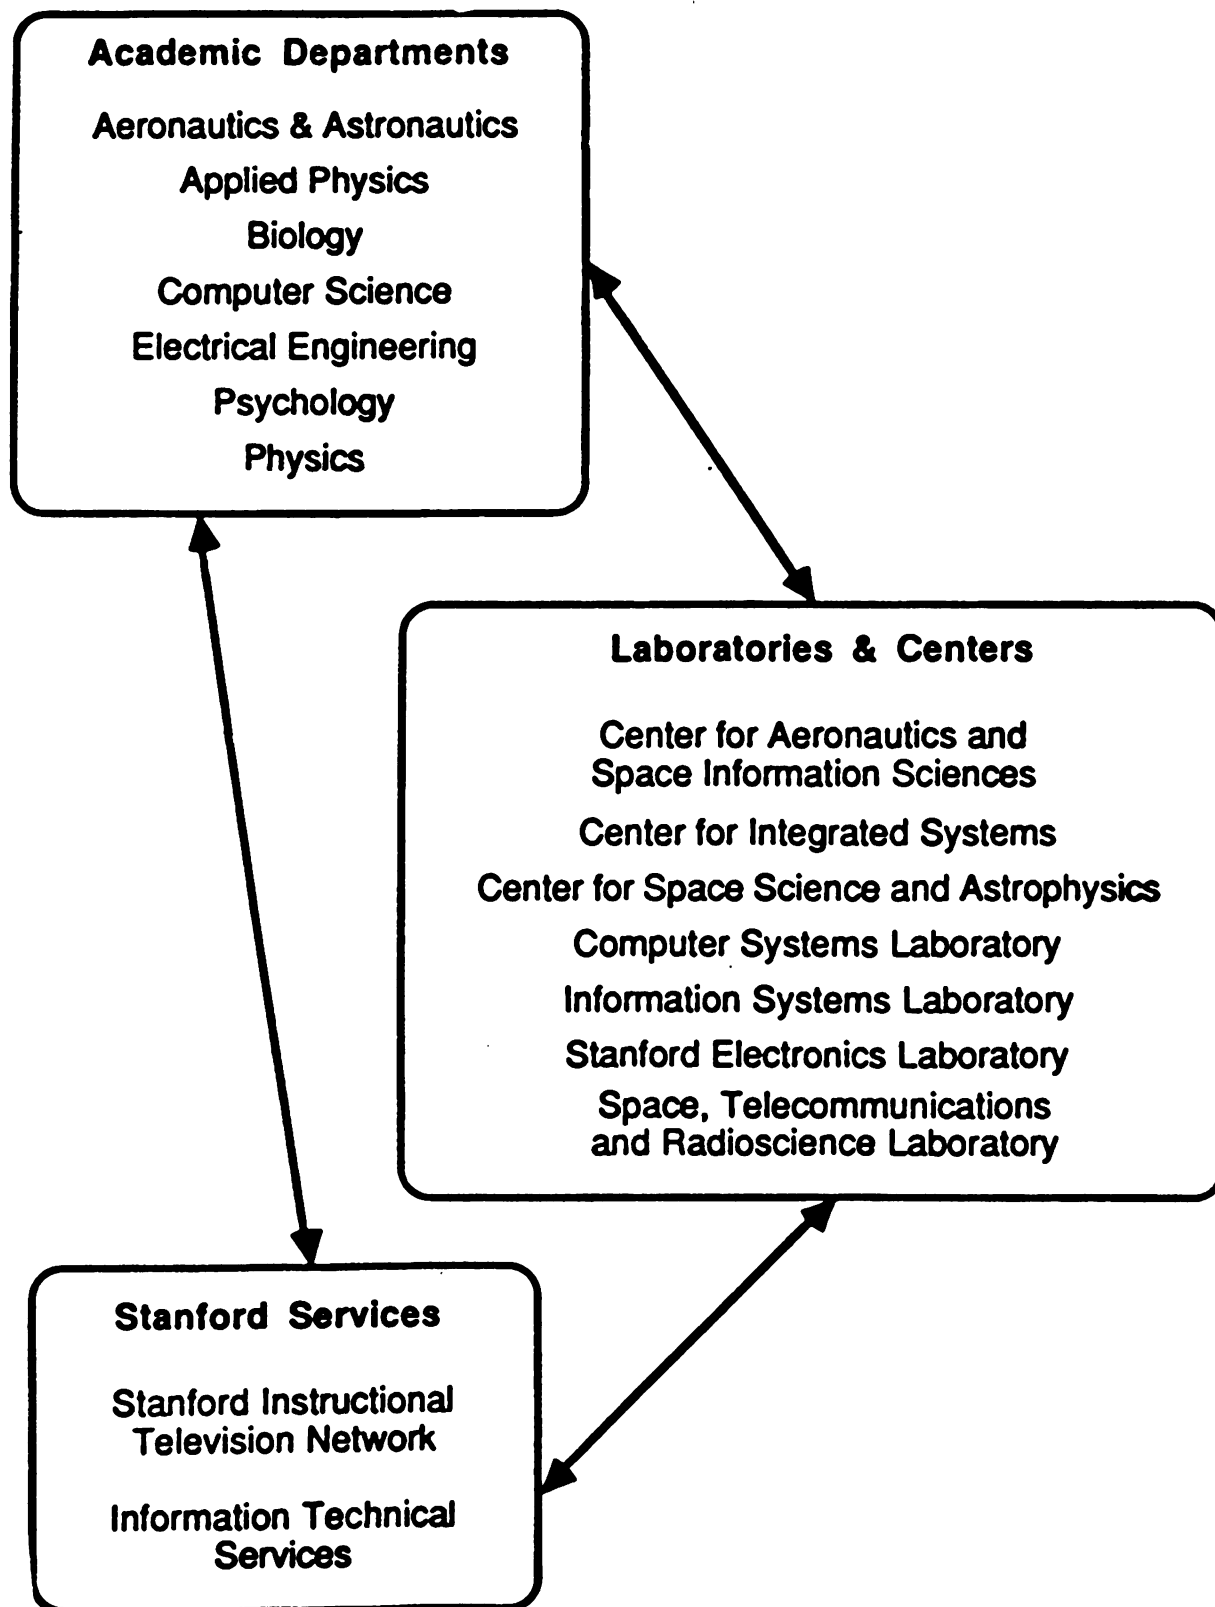 Academic Departments
Aeronautics & Astronautics
Applied Physics
Biology
Computer Science
Electrical Engineering
Psychology
Physics
Laboratories & Centers
Center for Aeronautics and
Space Information Sciences
Center for Integrated Systems
Center for Space Science and Astrophysics
Computer Systems Laboratory
Information Systems Laboratory
Stanford Electronics Laboratory
Space, Telecommunications
and Radioscience Laboratory
Stanford Services
Stanford Instructional
Television Network
Information Technical
Services